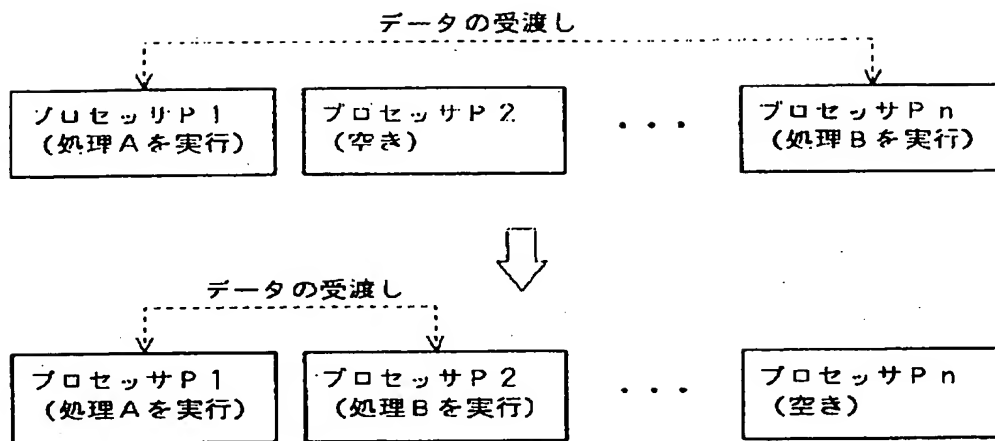 データの受渡し
プロセッサP1
(処理Aを実行)
プロセッサP2
(空き)
・・・
プロセッサPn
(処理Bを実行)
データの受渡し
プロセッサP1
(処理Aを実行)
プロセッサP2
(処理Bを実行)
・・・
プロセッサPn
(空き)